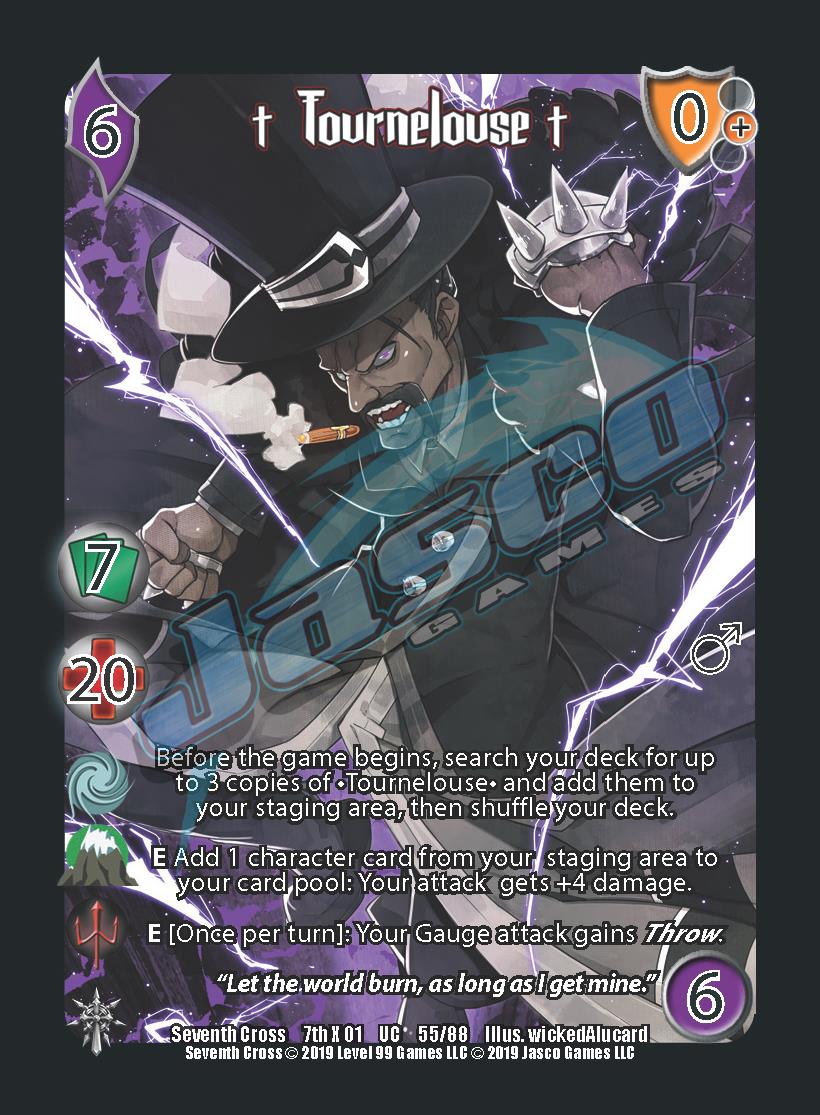 6
† Tournelouse †
0
+
Jasco
GAMES
7
20
Before the game begins, search your deck for up
to 3 copies of •Tournelouse• and add them to
your staging area, then shuffle your deck.
E Add 1 character card from your staging area to
your card pool: Your attack gets +4 damage.
E [Once per turn]: Your Gauge attack gains Throw.
“Let the world burn, as long as I get mine.”
6
Seventh Cross 7th X 01 UC 55/88 Illus. wickedAlucard
Seventh Cross © 2019 Level 99 Games LLC © 2019 Jasco Games LLC